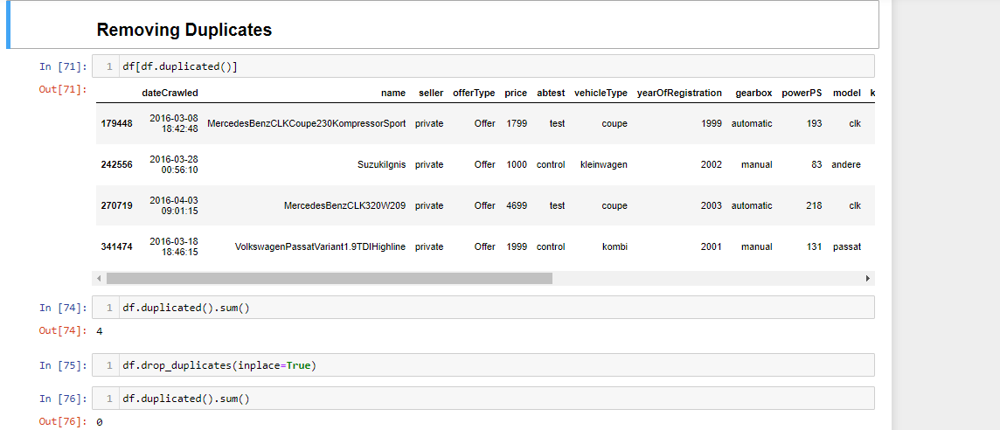 Removing Duplicates
In [71]: 1 df[df.duplicated()]
Out[71]:
dateCrawled name seller offerType price abtest vehicleType yearOfRegistration gearbox powerPS model k
179448 2016-03-08 18:42:48 MercedesBenzCLKCoupe230KompressorSport private Offer 1799 test coupe 1999 automatic 193 clk
242556 2016-03-28 00:56:10 SuzukiIgnis private Offer 1000 control kleinwagen 2002 manual 83 andere
270719 2016-04-03 09:01:15 MercedesBenzCLK320W209 private Offer 4699 test coupe 2003 automatic 218 clk
341474 2016-03-18 18:46:15 VolkswagenPassatVariant1.9TDIHighline private Offer 1999 control kombi 2001 manual 131 passat
In [74]: 1 df.duplicated().sum()
Out[74]: 4
In [75]: 1 df.drop_duplicates(inplace=True)
In [76]: 1 df.duplicated().sum()
Out[76]: 0